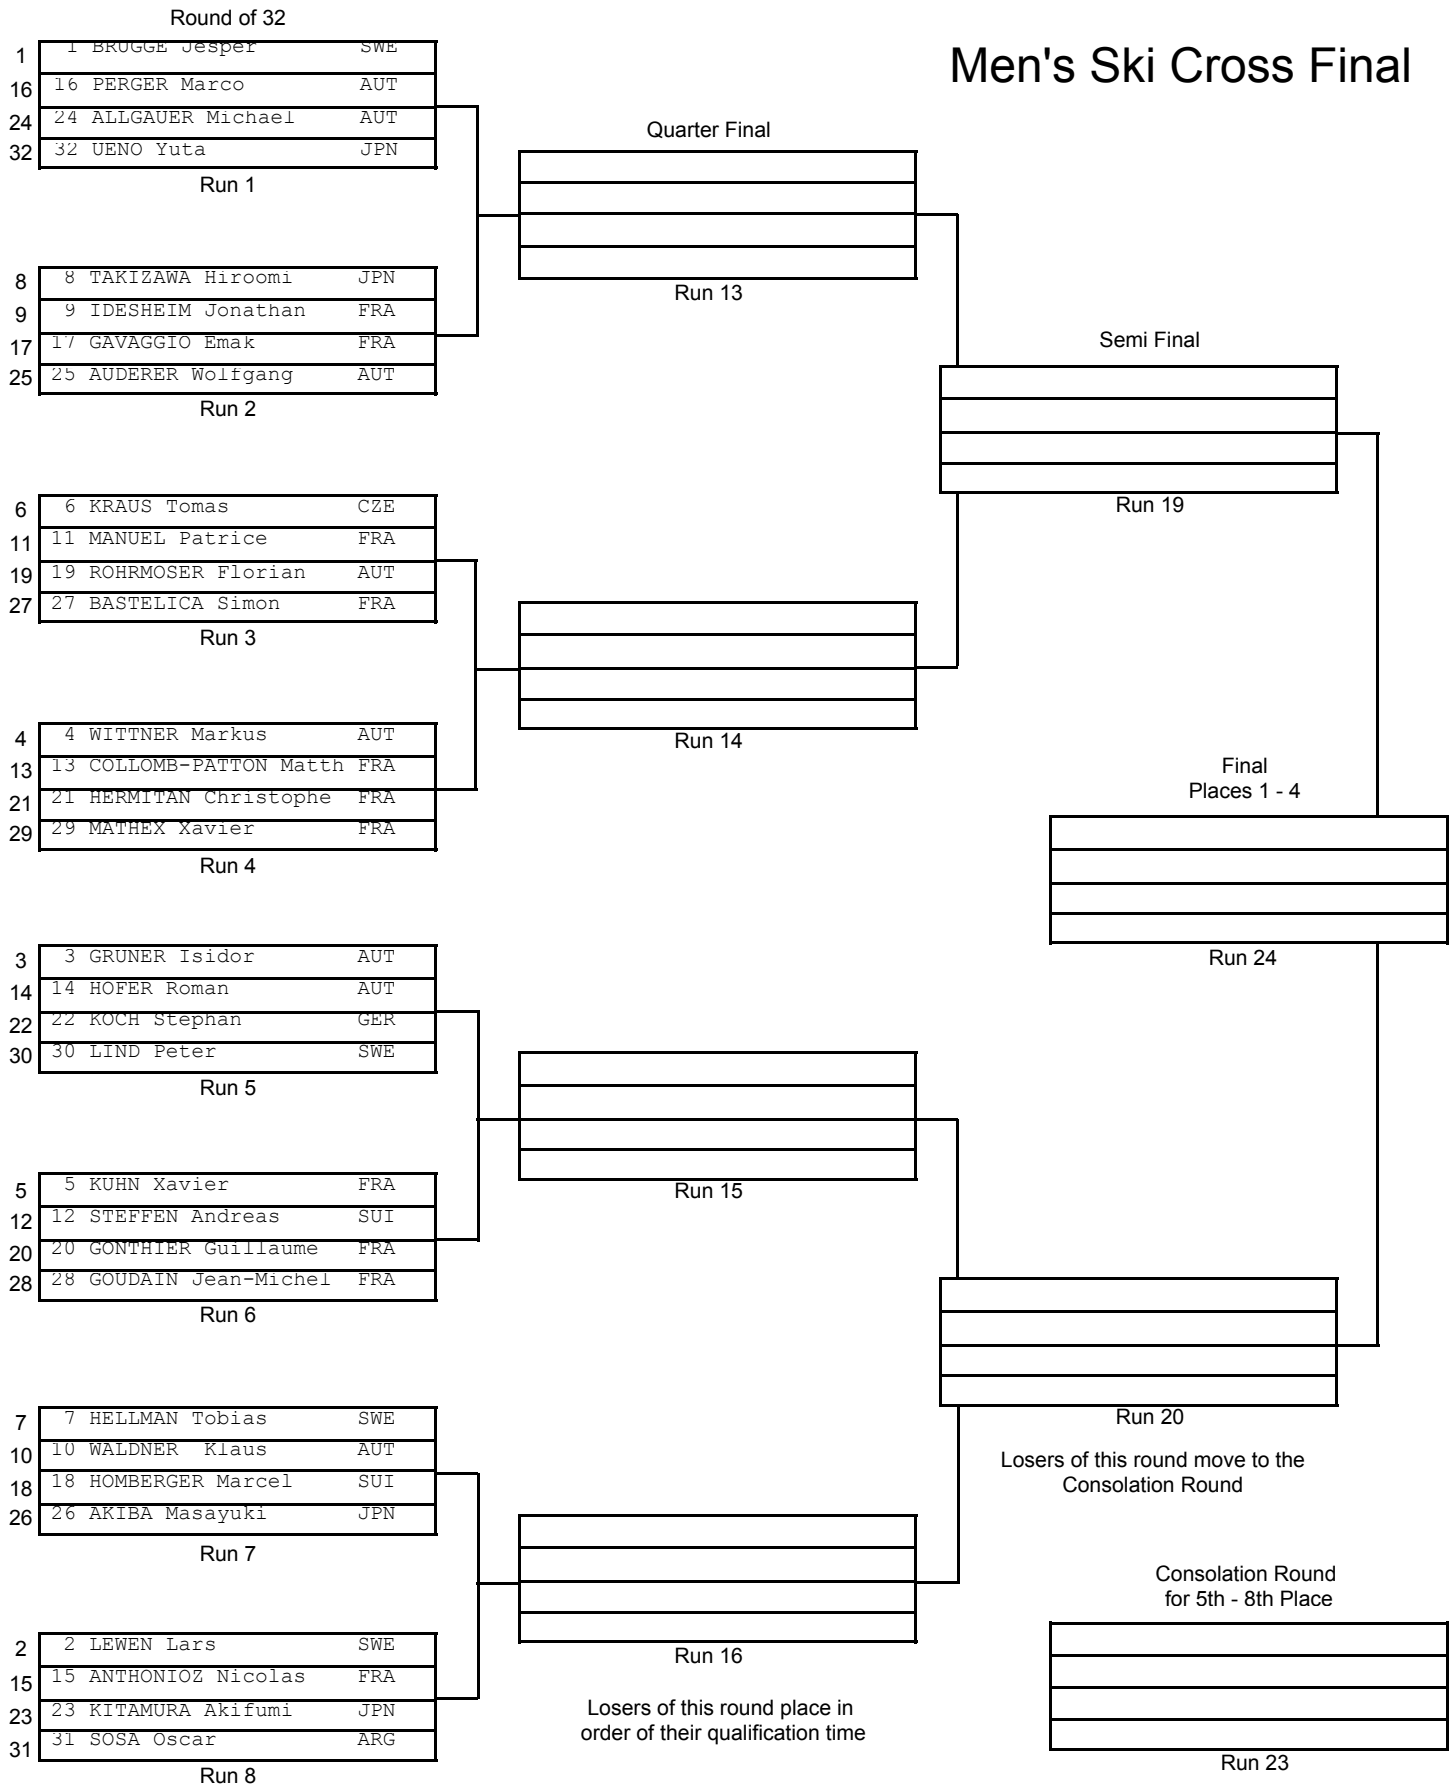 Round of 32
Men's Ski Cross Final
1 1 BRUGGE Jesper SWE
16 16 PERGER Marco AUT
24 24 ALLGAUER Michael AUT
32 32 UENO Yuta JPN
Run 1
8 8 TAKIZAWA Hiroomi JPN
9 9 IDESHEIM Jonathan FRA
17 17 GAVAGGIO Emak FRA
25 25 AUDERER Wolfgang AUT
Run 2
6 6 KRAUS Tomas CZE
11 11 MANUEL Patrice FRA
19 19 ROHRMOSER Florian AUT
27 27 BASTELICA Simon FRA
Run 3
4 4 WITTNER Markus AUT
13 13 COLLOMB-PATTON Matth FRA
21 21 HERMITAN Christophe FRA
29 29 MATHEX Xavier FRA
Run 4
3 3 GRUNER Isidor AUT
14 14 HOFER Roman AUT
22 22 KOCH Stephan GER
30 30 LIND Peter SWE
Run 5
5 5 KUHN Xavier FRA
12 12 STEFFEN Andreas SUI
20 20 GONTHIER Guillaume FRA
28 28 GOUDAIN Jean-Michel FRA
Run 6
7 7 HELLMAN Tobias SWE
10 10 WALDNER Klaus AUT
18 18 HOMBERGER Marcel SUI
26 26 AKIBA Masayuki JPN
Run 7
2 2 LEWEN Lars SWE
15 15 ANTHONIOZ Nicolas FRA
23 23 KITAMURA Akifumi JPN
31 31 SOSA Oscar ARG
Run 8
Quarter Final
Run 13
Run 14
Run 15
Run 16
Losers of this round place in
order of their qualification time
Semi Final
Run 19
Run 20
Losers of this round move to the
Consolation Round
Final
Places 1 - 4
Run 24
Consolation Round
for 5th - 8th Place
Run 23